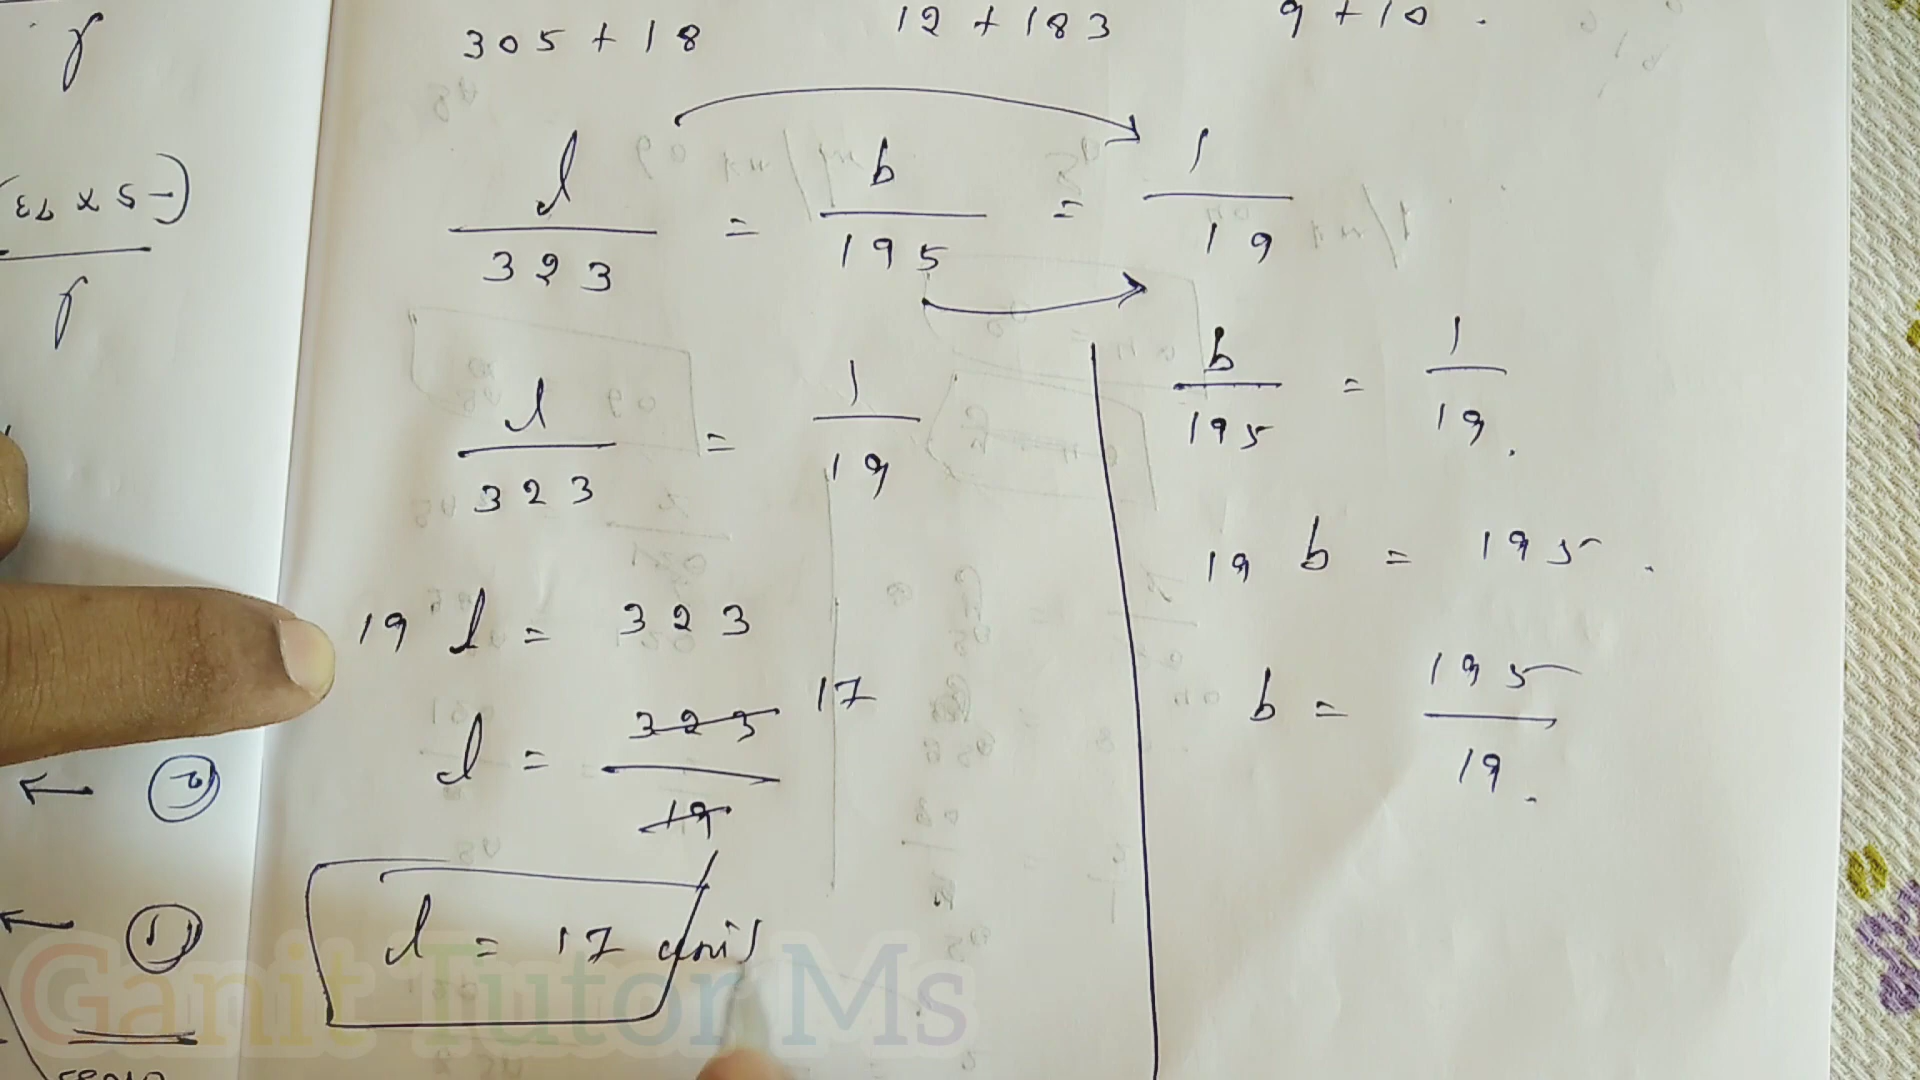 305 + 18 12 + 183 9 + 10 .
l/323 = b/195 = 1/19
l/323 = 1/19
19 l = 323
l = 323/19 17
l = 17 units
b/195 = 1/19 .
19 b = 195 .
b = 195/19 .
Ganit Tutor Ms